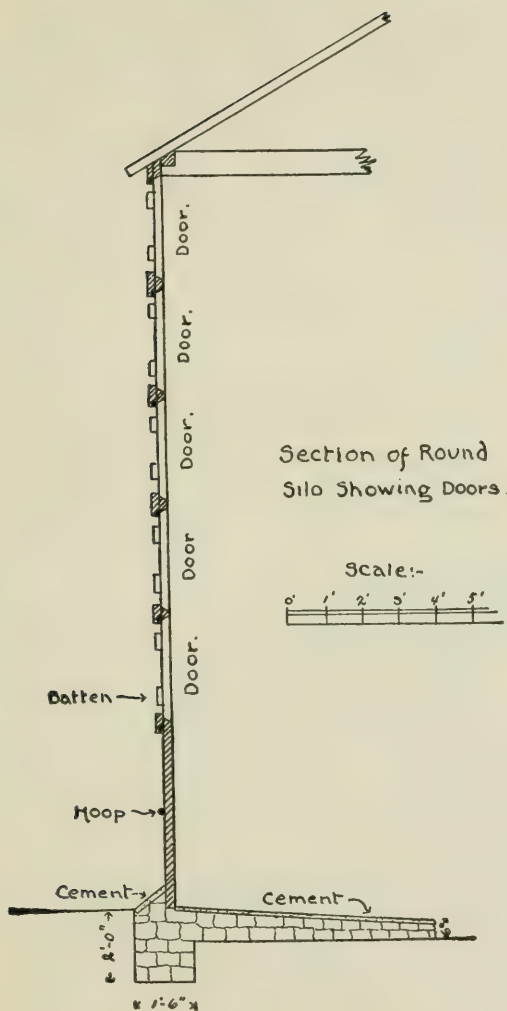 Door.
Door.
Door.
Door
Door.
Section of Round
Silo Showing Doors.
Scale:-
0' 1' 2' 3' 4' 5'
Batten
Hoop
Cement
Cement
2'-0"
1'-6"